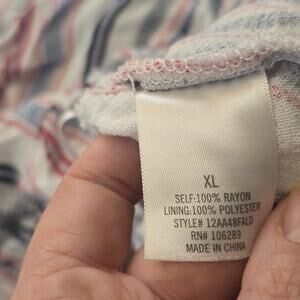 XL
SELF:100% RAYON
LINING:100% POLYESTER
STYLE# 12AA48FALD
RN# 106289
MADE IN CHINA